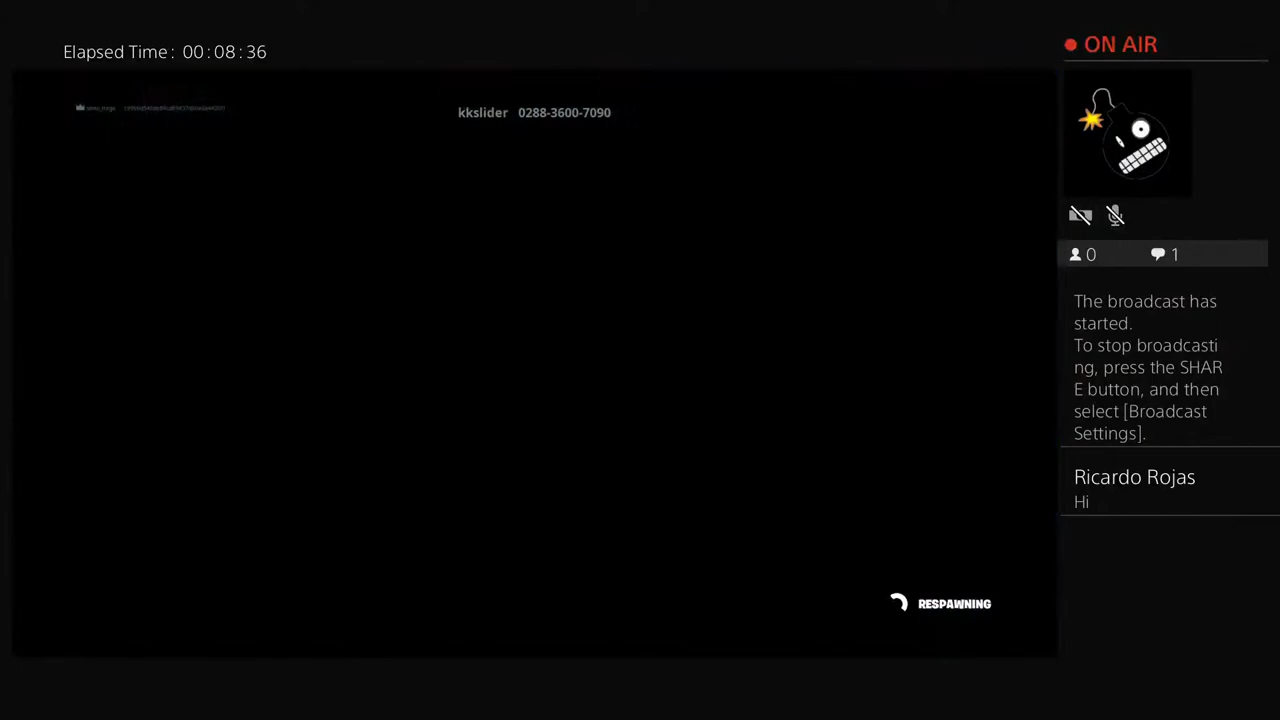 Elapsed Time: 00:08:36
ON AIR
kkslider 0288-3600-7090
0 1
The broadcast has
started.
To stop broadcasti
ng, press the SHAR
E button, and then
select [Broadcast
Settings].
Ricardo Rojas
Hi
RESPAWNING